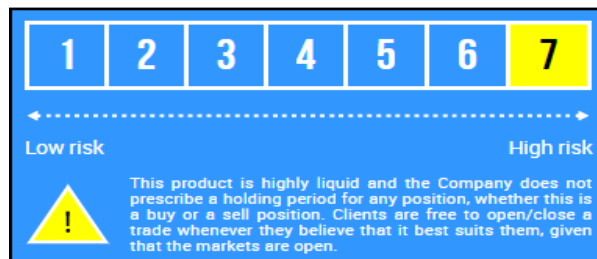 1 2 3 4 5 6 7
Low risk High risk
This product is highly liquid and the Company does not
prescribe a holding period for any position, whether this is
a buy or a sell position. Clients are free to open/close a
trade whenever they believe that it best suits them, given
that the markets are open.
!